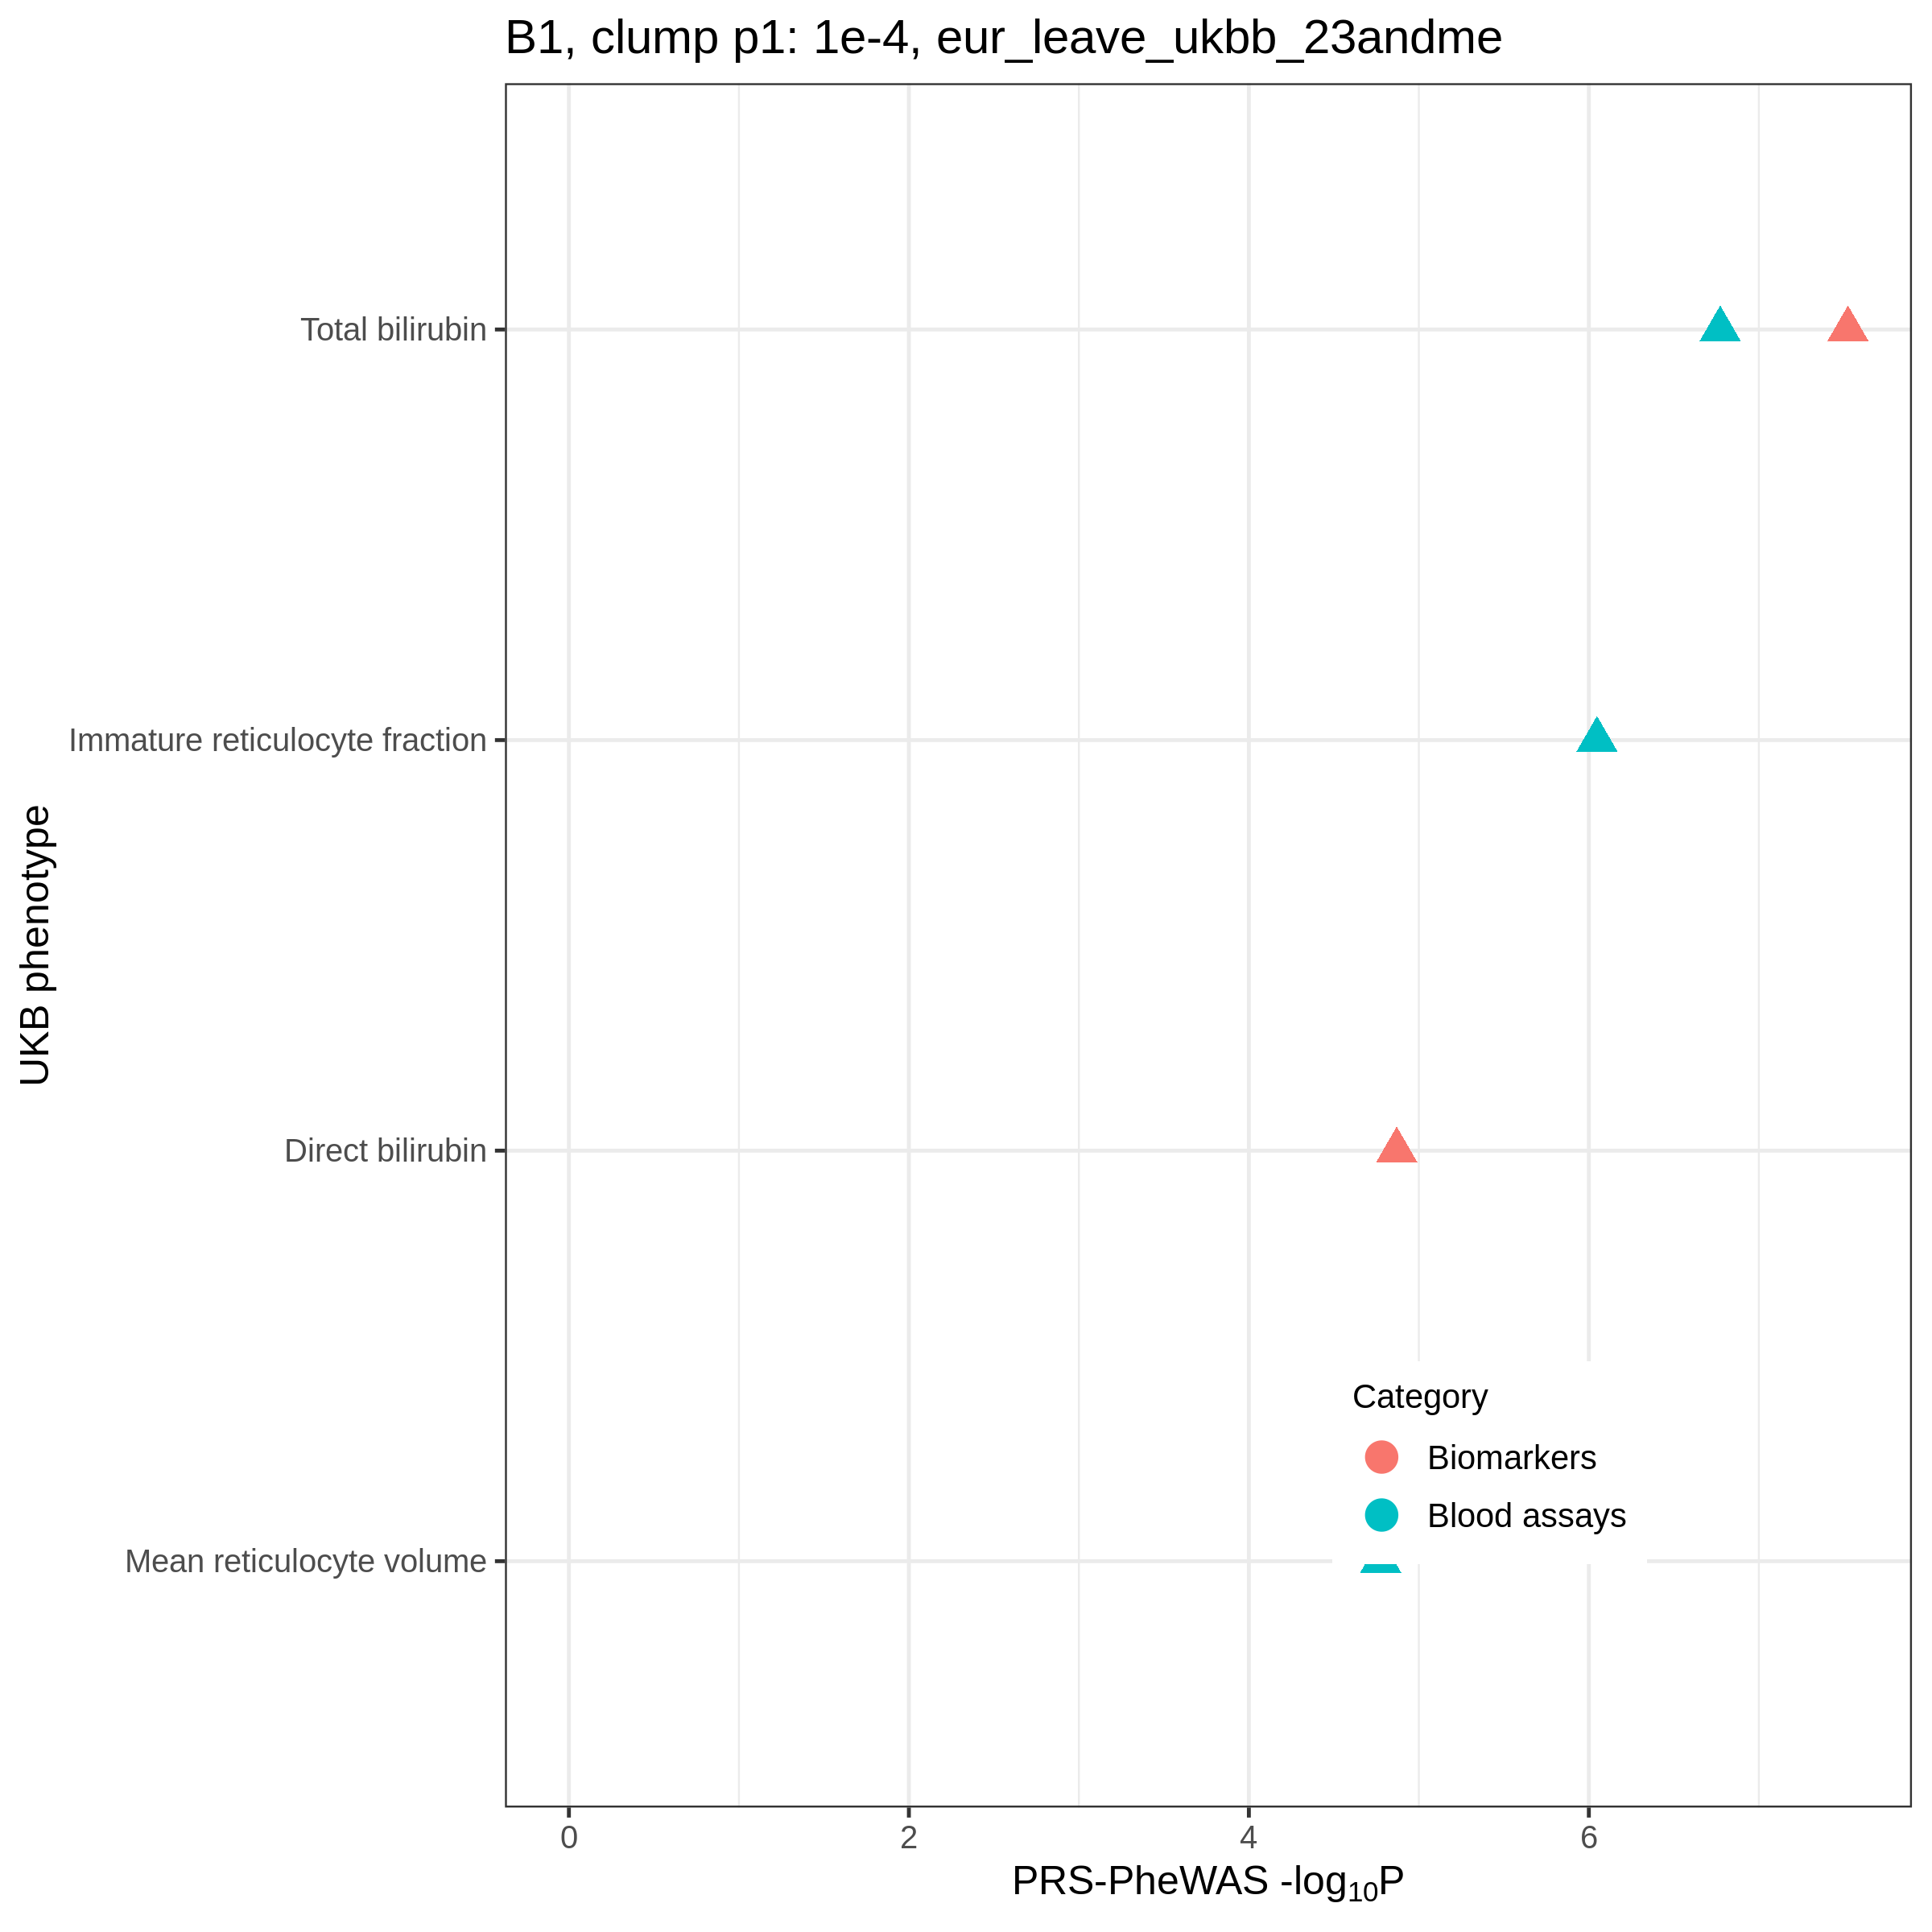 B1, clump p1: 1e-4, eur_leave_ukbb_23andme
UKB phenotype
Total bilirubin
Immature reticulocyte fraction
Direct bilirubin
Mean reticulocyte volume
Category
Biomarkers
Blood assays
0 2 4 6
PRS-PheWAS -log₁₀P